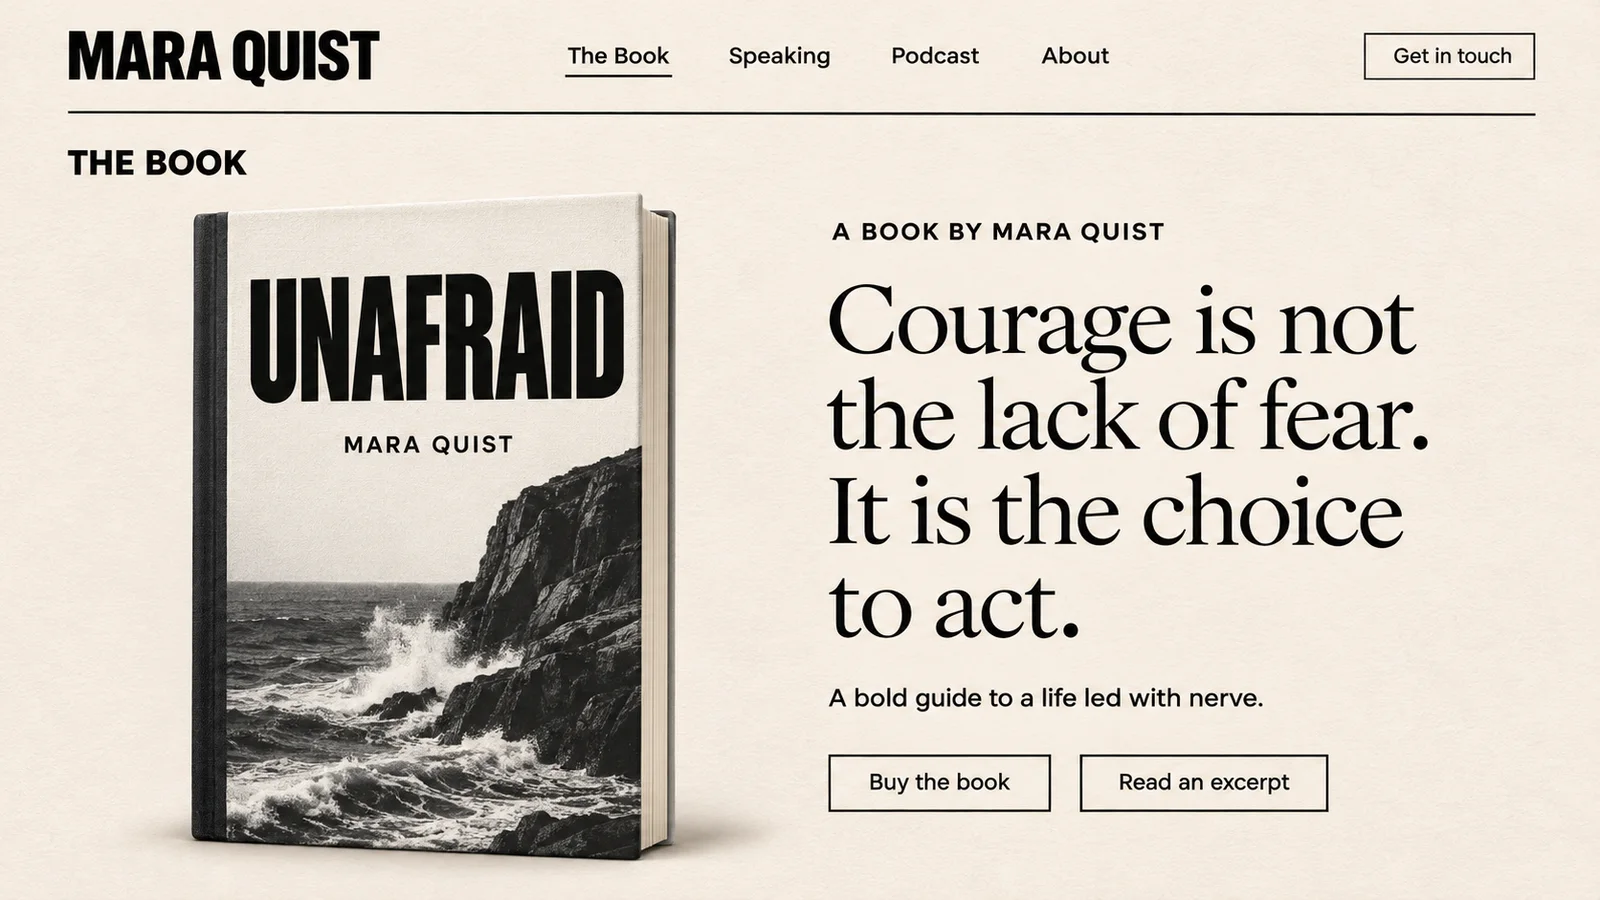 MARA QUIST
The Book
Speaking
Podcast
About
Get in touch
THE BOOK
UNAFRAID
MARA QUIST
A BOOK BY MARA QUIST
Courage is not
the lack of fear.
It is the choice
to act.
A bold guide to a life led with nerve.
Buy the book
Read an excerpt